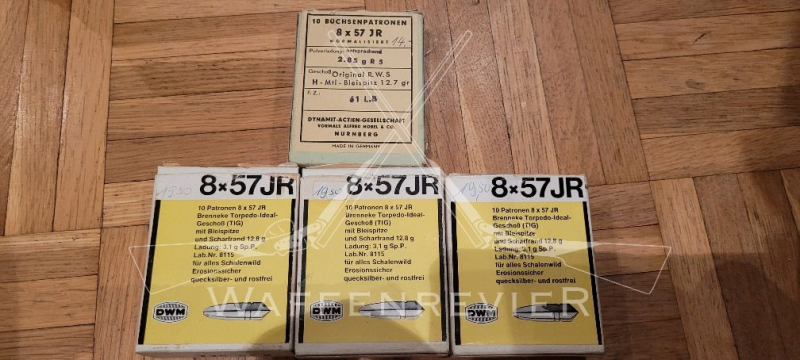 10 BÜCHSENPATRONEN
8 x 57 JR
NORMALISIERT 14,-
2.85 g R 5
Geschoß: Original R.W.S
H-Mtl-Bleispitz 12.7 gr
61 L.B
DYNAMIT-ACTIEN-GESELLSCHAFT
VORMALS ALFRED NOBEL & CO.
NÜRNBERG
MADE IN GERMANY
8×57JR
1950
10 Patronen 8 x 57 JR
Brenneke Torpedo-Ideal-
Geschoß (TIG)
mit Bleispitze
und Scharfrand 12,8 g
Ladung: 3,1 g Sp.P.
Lab.Nr. 8115
für alles Schalenwild
Erosionssicher
quecksilber- und rostfrei
DWM
8×57JR
1950
10 Patronen 8 x 57 JR
Brenneke Torpedo-Ideal-
Geschoß (TIG)
mit Bleispitze
und Scharfrand 12,8 g
Ladung: 3,1 g Sp.P.
Lab.Nr. 8115
für alles Schalenwild
Erosionssicher
quecksilber- und rostfrei
DWM
8×57JR
1950
10 Patronen 8 x 57 JR
Brenneke Torpedo-Ideal-
Geschoß (TIG)
mit Bleispitze
und Scharfrand 12,8 g
Ladung: 3,1 g Sp.P.
Lab.Nr. 8115
für alles Schalenwild
Erosionssicher
quecksilber- und rostfrei
DWM
WAFFENREVIER